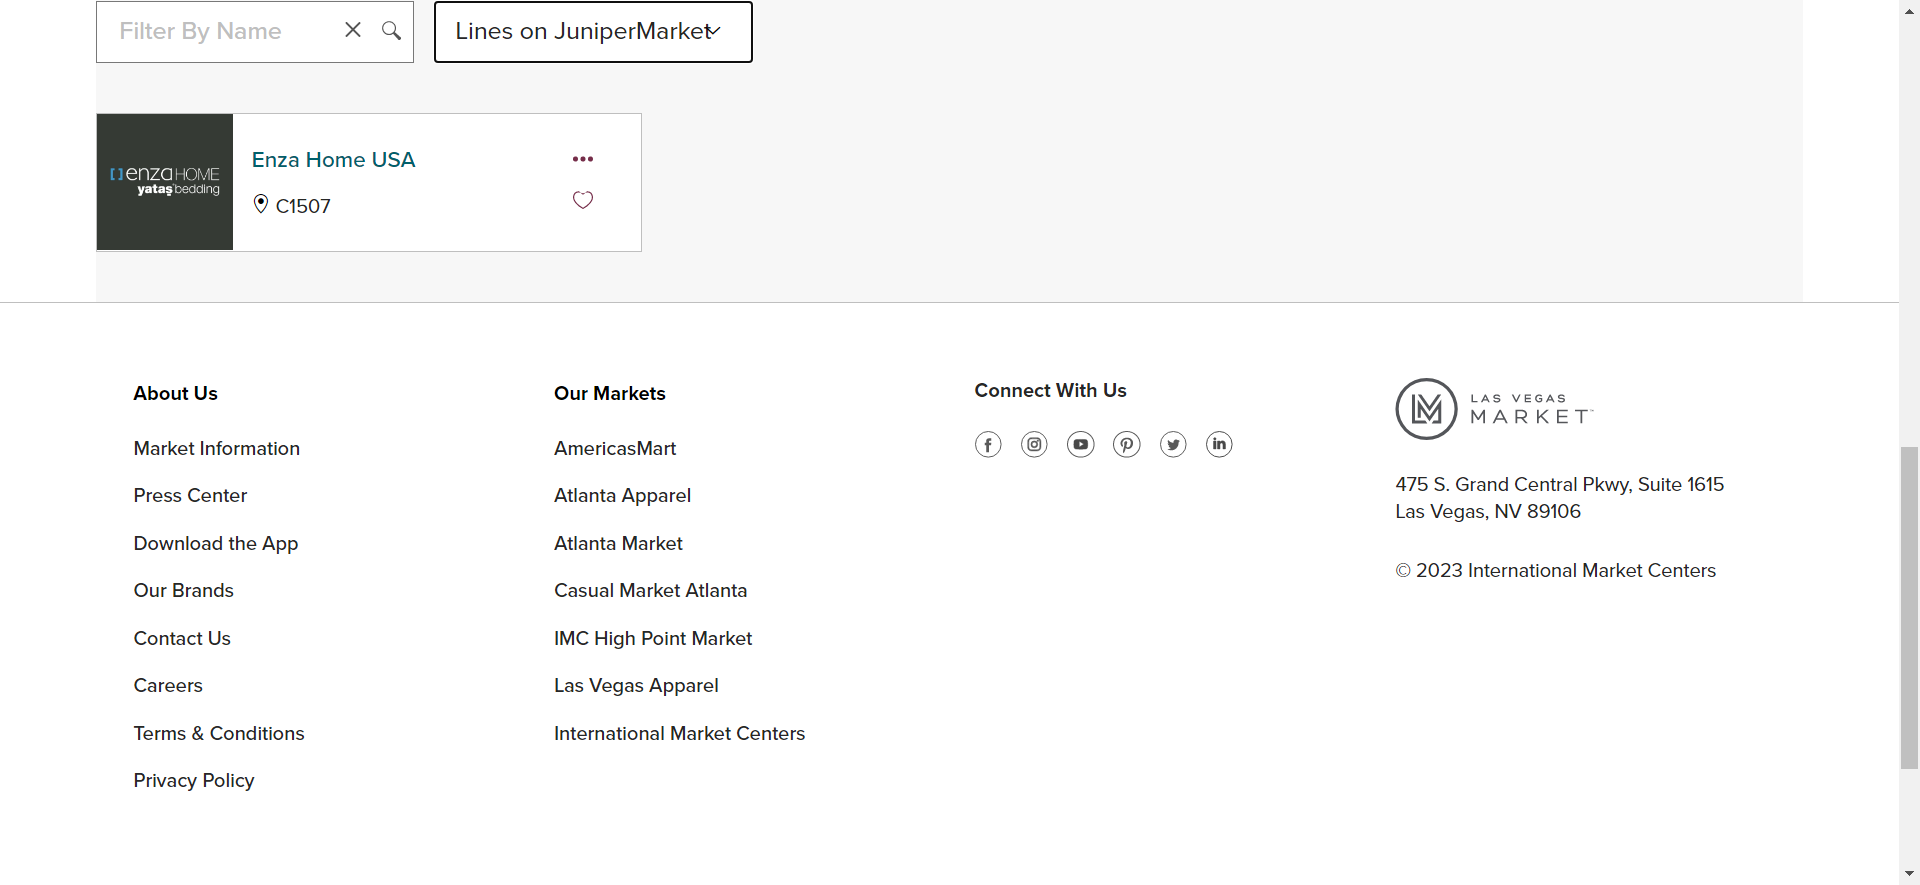 Filter By Name
Lines on JuniperMarket
enza HOME
yataş bedding
Enza Home USA
C1507
About Us
Market Information
Press Center
Download the App
Our Brands
Contact Us
Careers
Terms & Conditions
Privacy Policy
Our Markets
AmericasMart
Atlanta Apparel
Atlanta Market
Casual Market Atlanta
IMC High Point Market
Las Vegas Apparel
International Market Centers
Connect With Us
LAS VEGAS
MARKET
475 S. Grand Central Pkwy, Suite 1615
Las Vegas, NV 89106
© 2023 International Market Centers